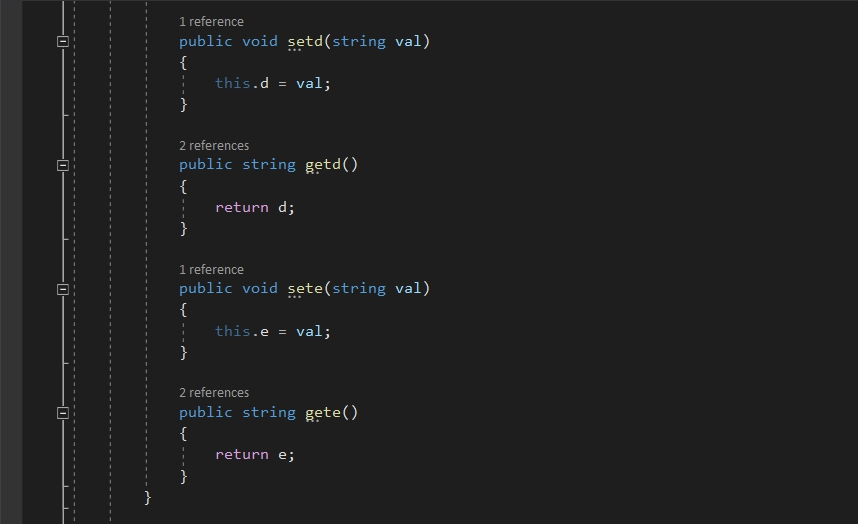 1 reference
public void setd(string val)
{
this.d = val;
}
2 references
public string getd()
{
return d;
}
1 reference
public void sete(string val)
{
this.e = val;
}
2 references
public string gete()
{
return e;
}
}